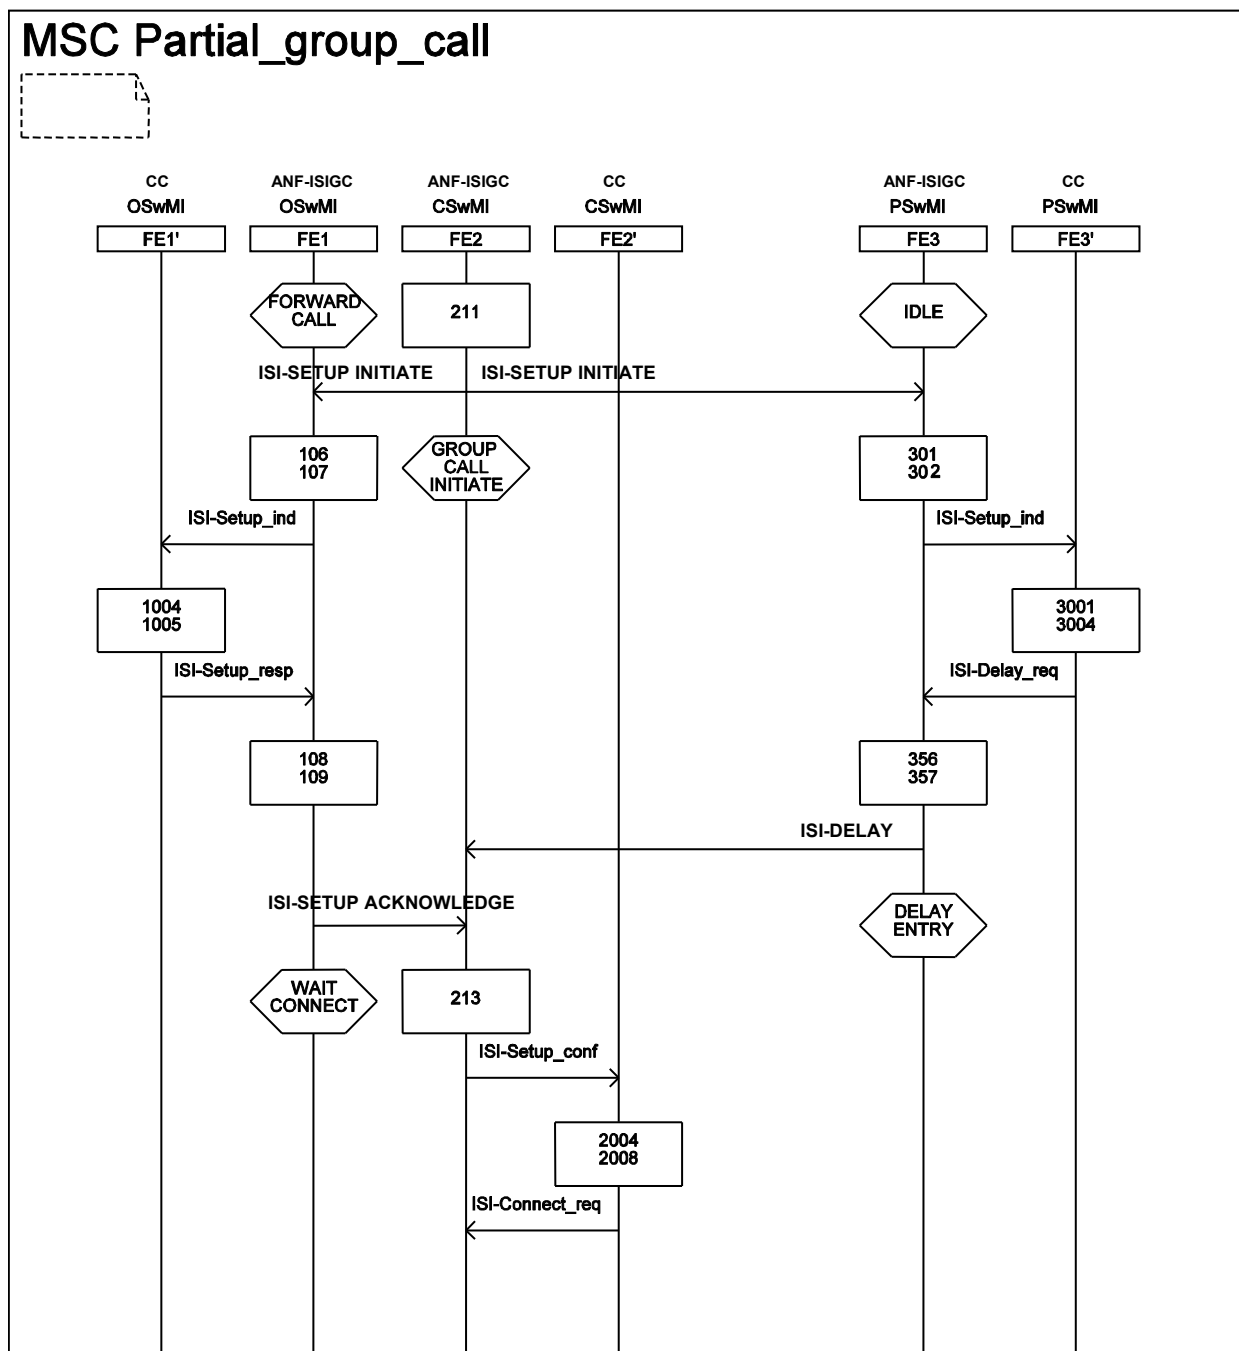 MSC Partial_group_call
CC ANF-ISIGC ANF-ISIGC CC ANF-ISIGC CC
OSwMI OSwMI CSwMI CSwMI PSwMI PSwMI
FE1' FE1 FE2 FE2' FE3 FE3'
FORWARD
CALL
211
IDLE
ISI-SETUP INITIATE ISI-SETUP INITIATE
106
107
GROUP
CALL
INITIATE
301
302
ISI-Setup_ind ISI-Setup_ind
1004
1005
3001
3004
ISI-Setup_resp ISI-Delay_req
108
109
356
357
ISI-DELAY
ISI-SETUP ACKNOWLEDGE
DELAY
ENTRY
WAIT
CONNECT
213
ISI-Setup_conf
2004
2008
ISI-Connect_req